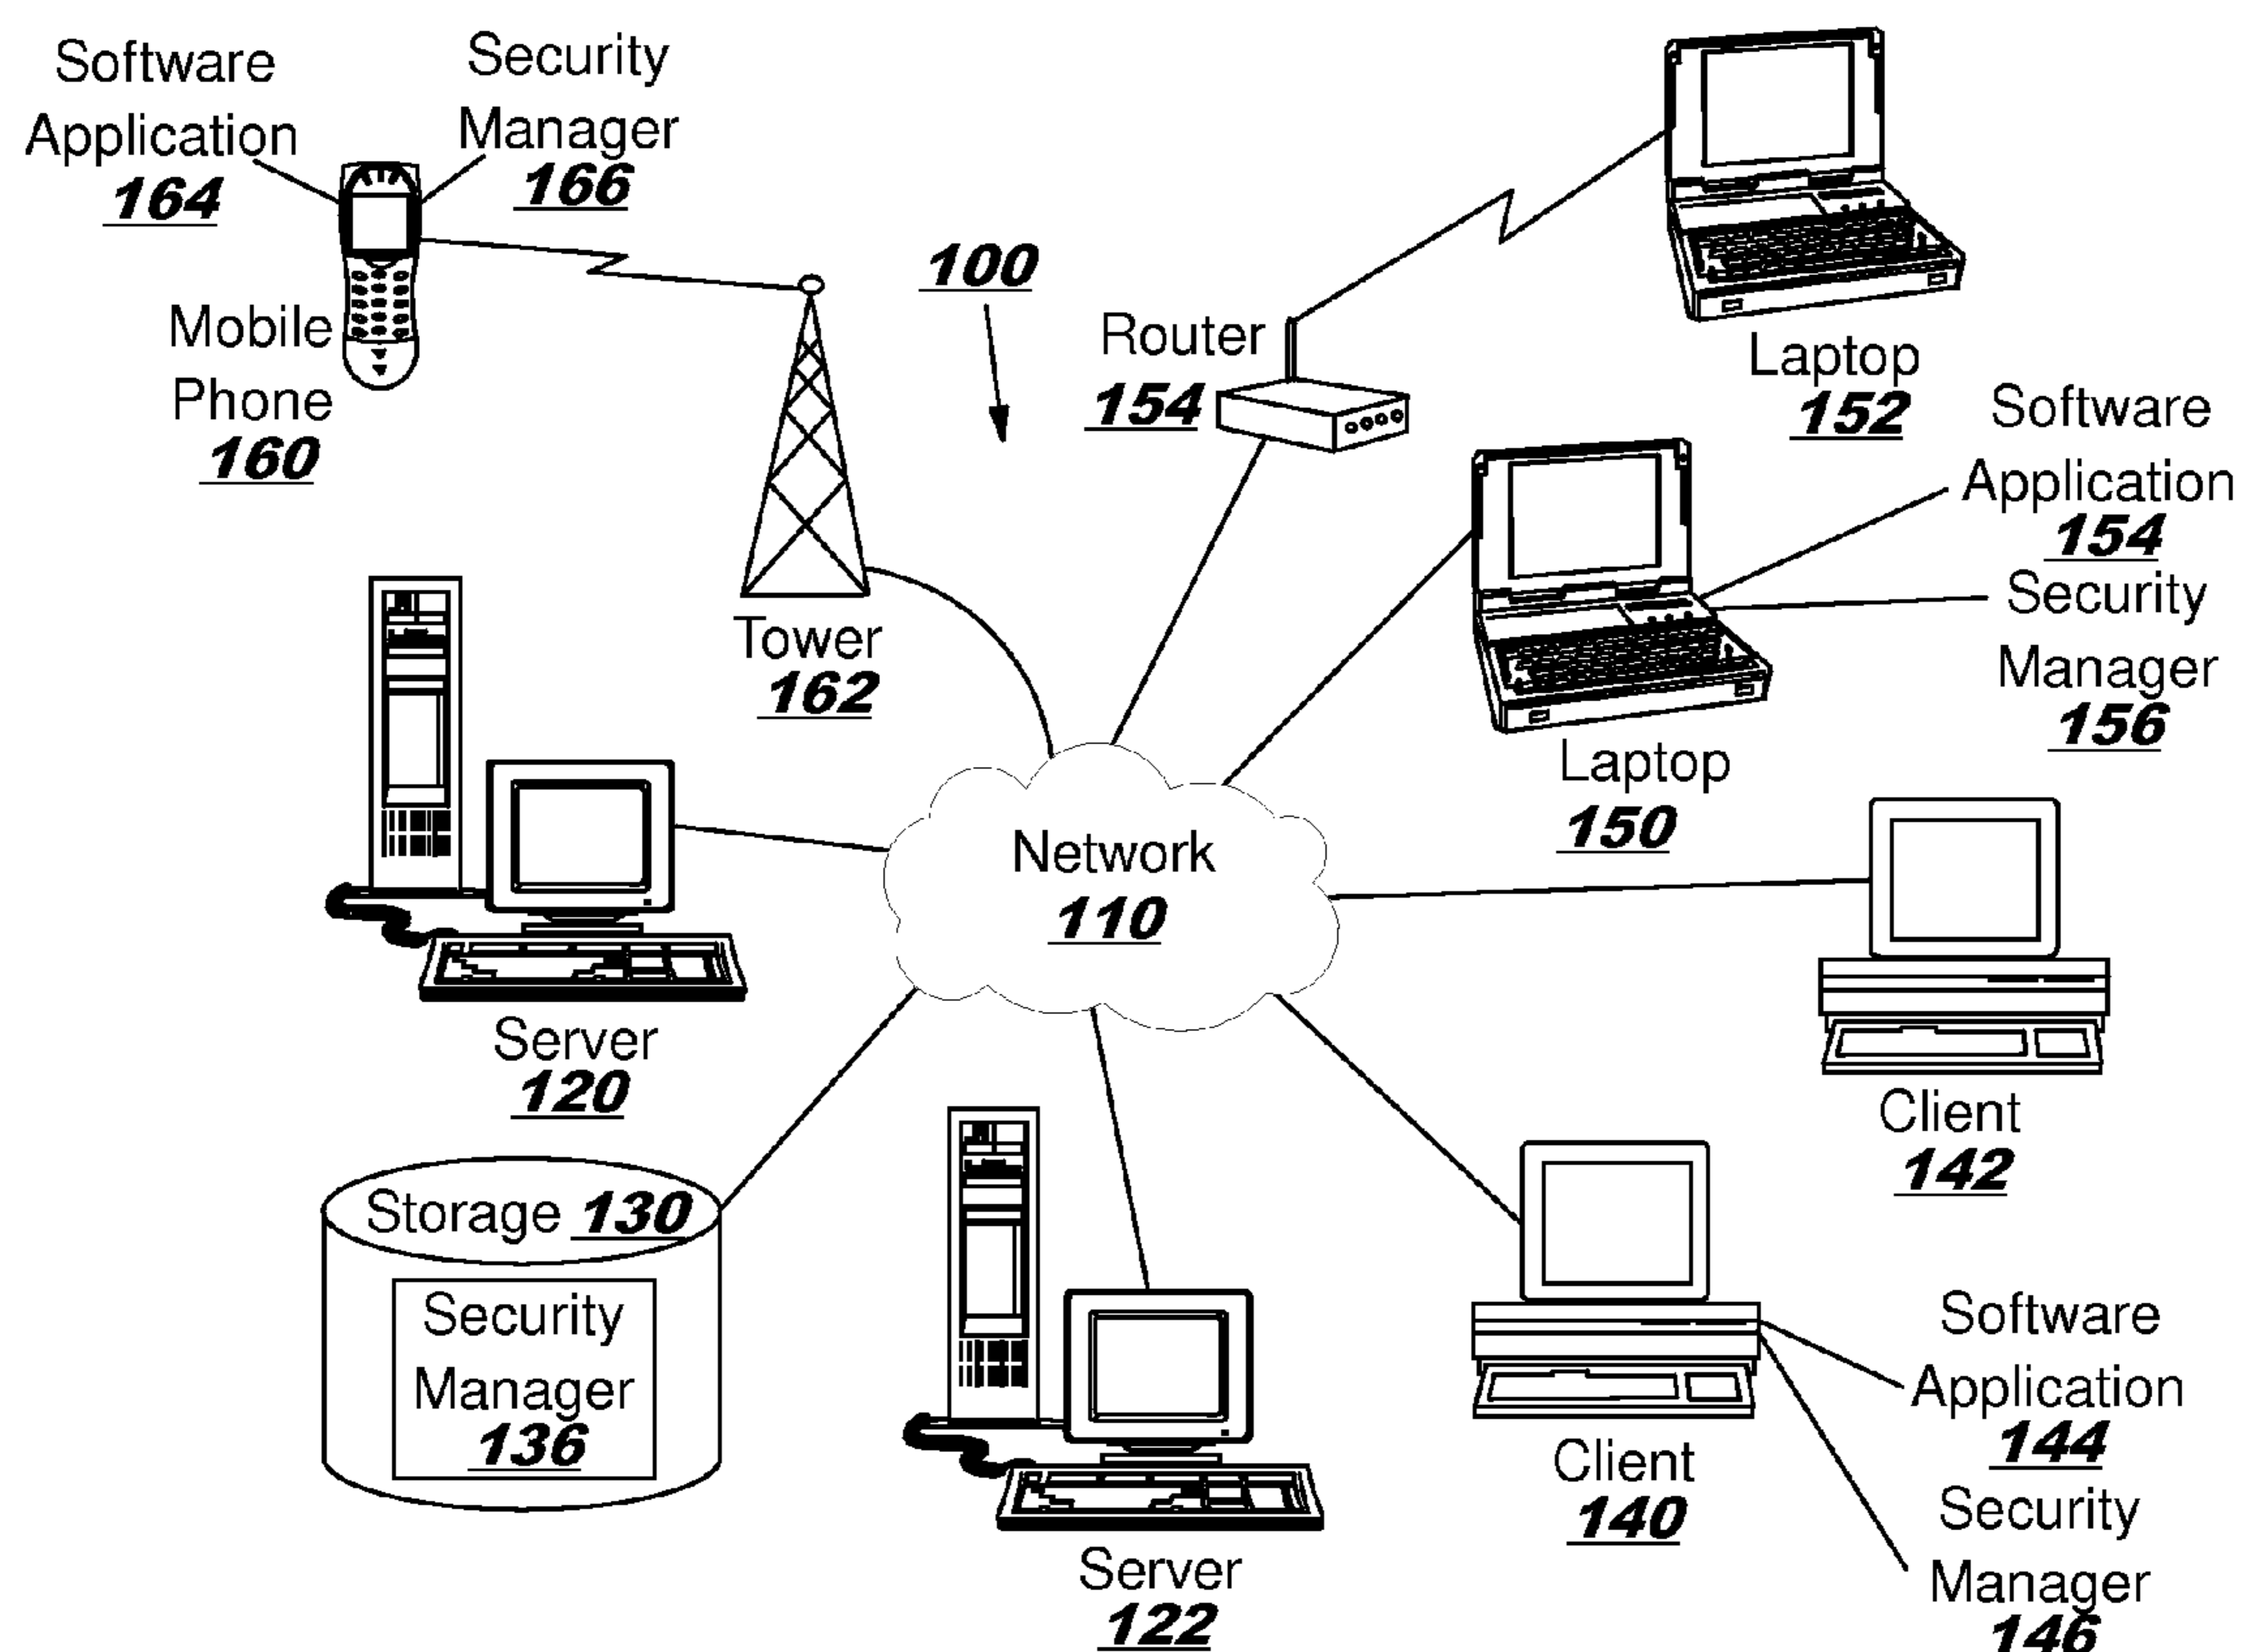 Software
Application
164
Security
Manager
166
Mobile
Phone
160
100
Tower
162
Router
154
Laptop
152
Software
Application
154
Security
Manager
156
Laptop
150
Network
110
Server
120
Client
142
Storage 130
Security
Manager
136
Server
122
Client
140
Software
Application
144
Security
Manager
146